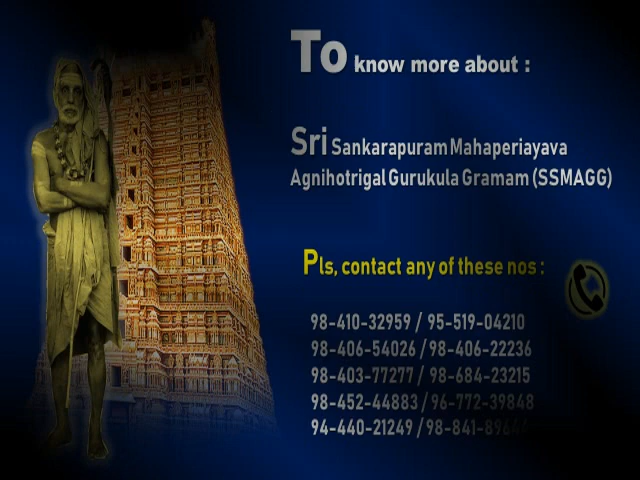 To know more about :
Sri Sankarapuram Mahaperiayava
Agnihotrigal Gurukula Gramam (SSMAGG)
Pls, contact any of these nos :
98-410-32959 / 95-519-04210
98-406-54026 / 98-406-22236
98-403-77277 / 98-684-23215
98-452-44883 / 96-772-39848
94-440-21249 /